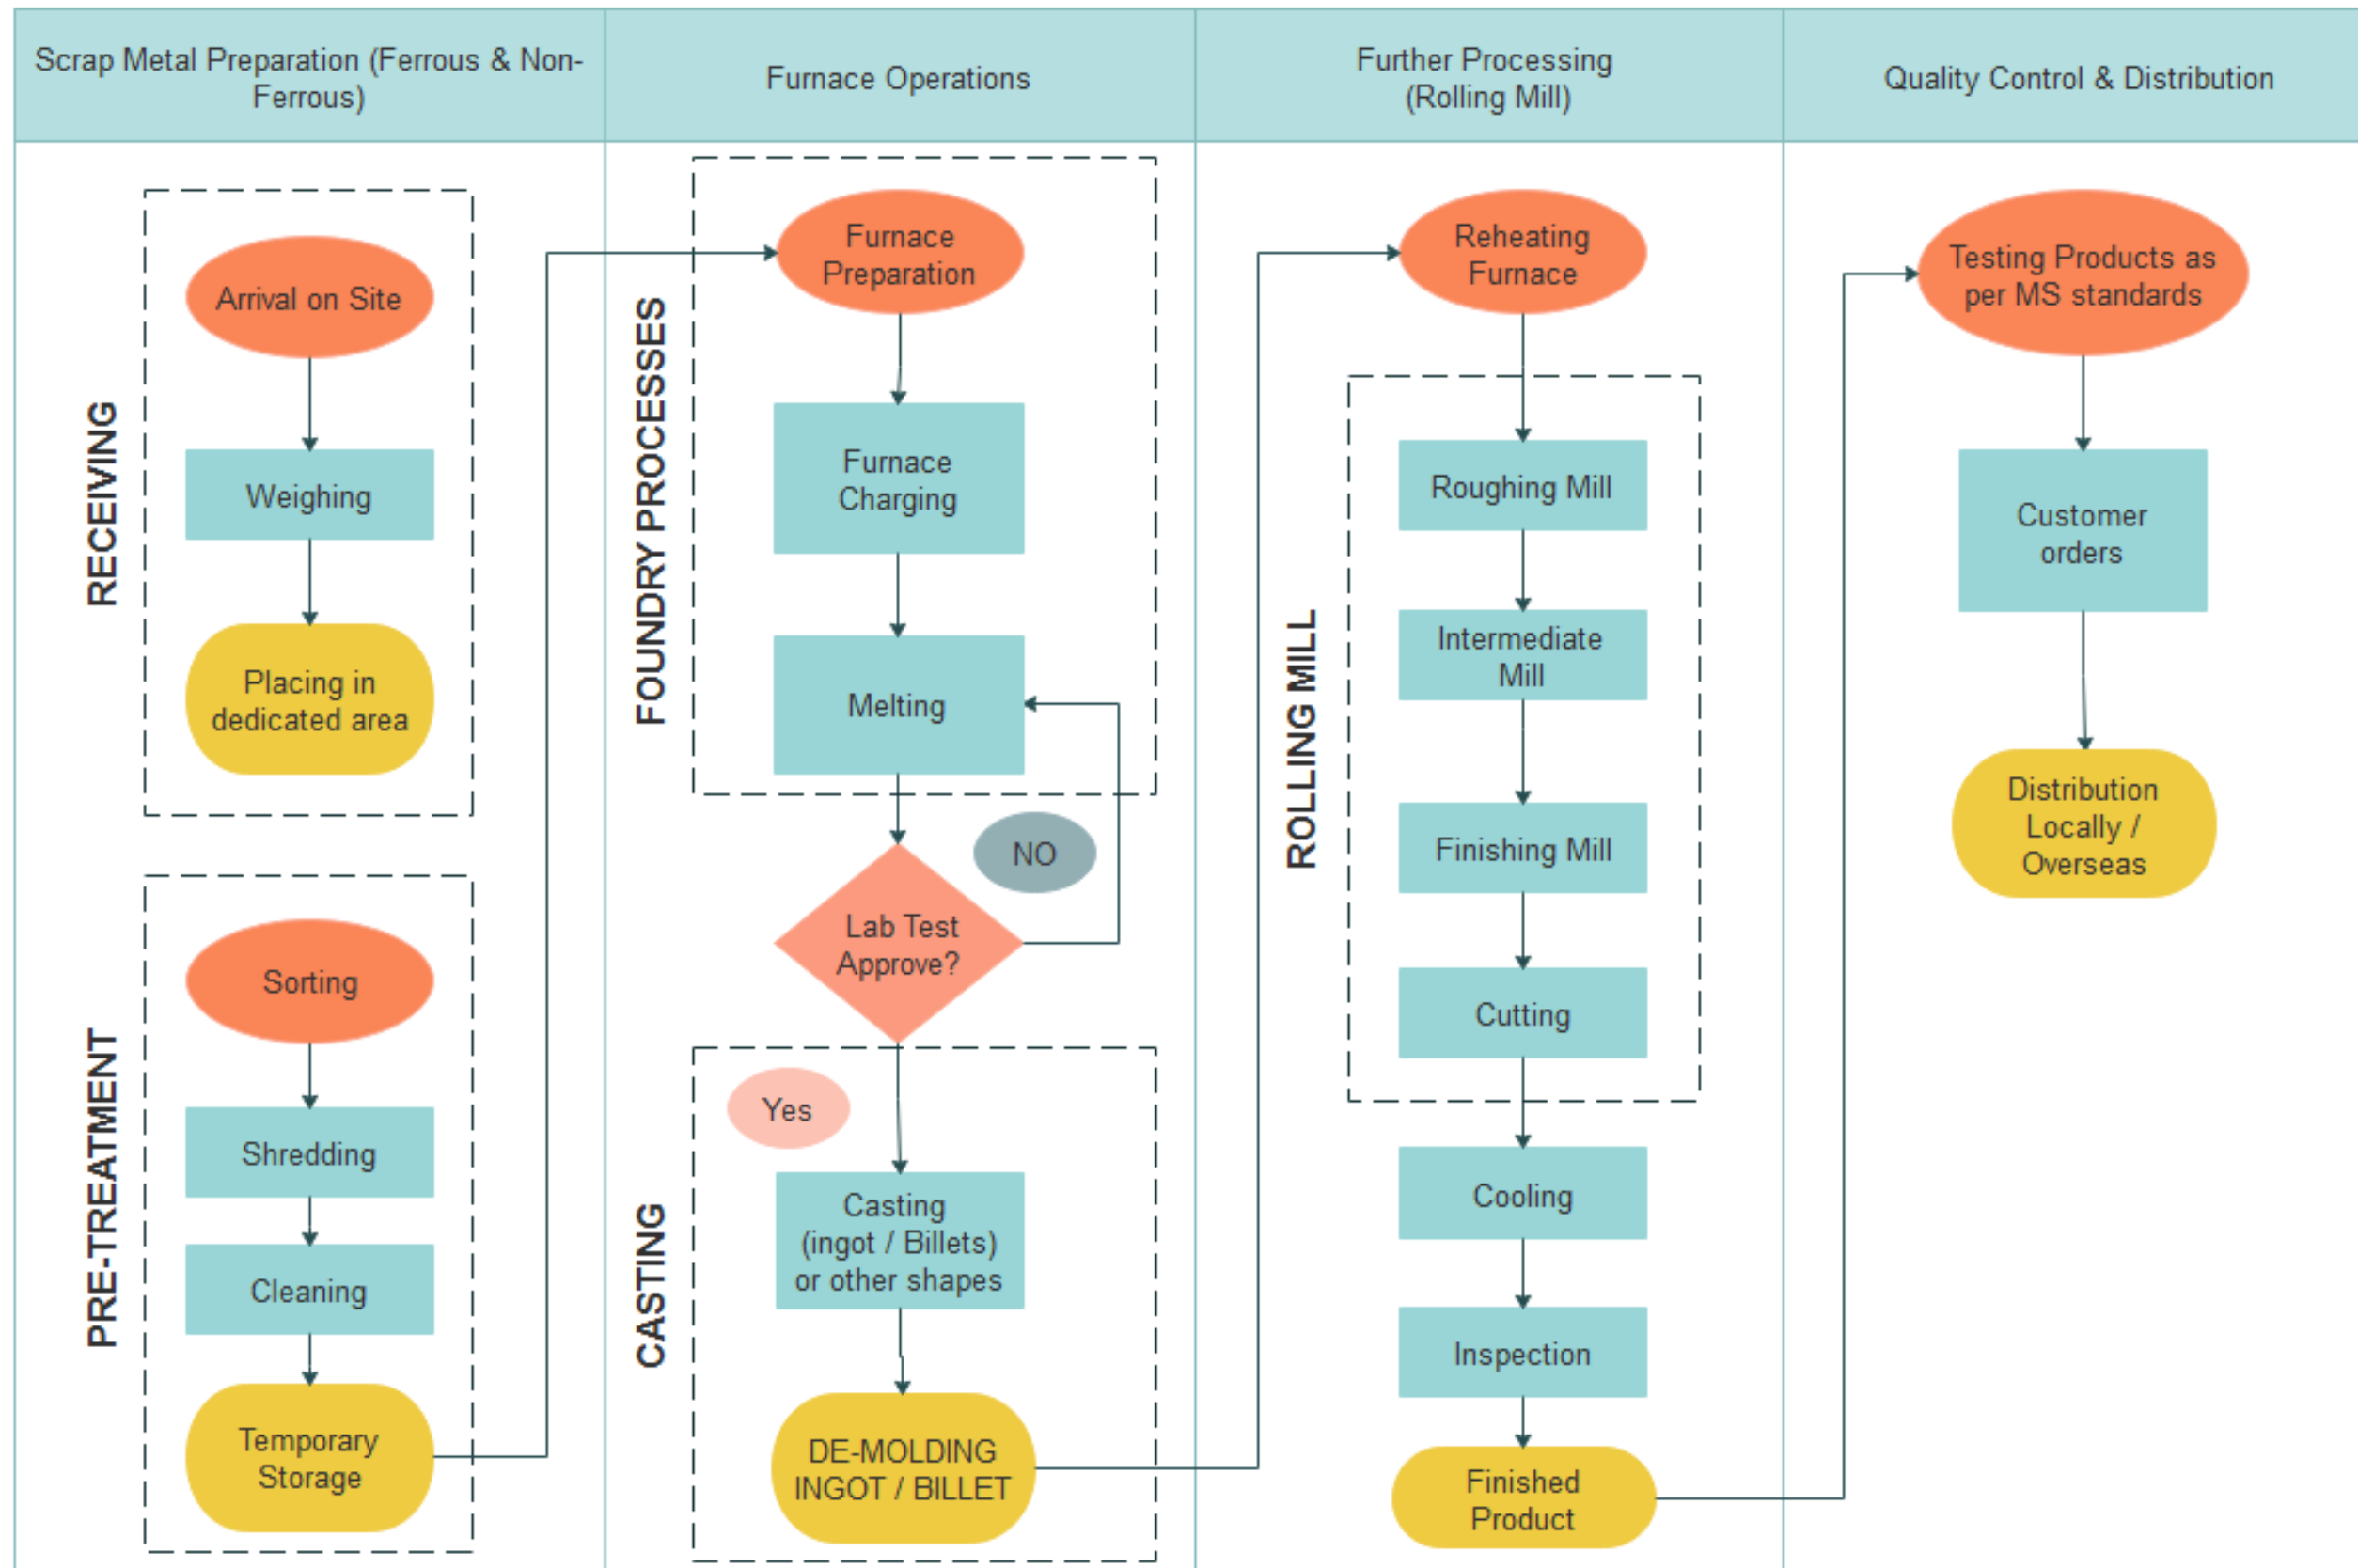 Scrap Metal Preparation (Ferrous & Non-
Ferrous)
Furnace Operations
Further Processing
(Rolling Mill)
Quality Control & Distribution
RECEIVING
Arrival on Site
Weighing
Placing in
dedicated area
PRE-TREATMENT
Sorting
Shredding
Cleaning
Temporary
Storage
FOUNDRY PROCESSES
Furnace
Preparation
Furnace
Charging
Melting
NO
Lab Test
Approve?
Yes
CASTING
Casting
(ingot / Billets)
or other shapes
DE-MOLDING
INGOT / BILLET
Reheating
Furnace
ROLLING MILL
Roughing Mill
Intermediate
Mill
Finishing Mill
Cutting
Cooling
Inspection
Finished
Product
Testing Products as
per MS standards
Customer
orders
Distribution
Locally /
Overseas